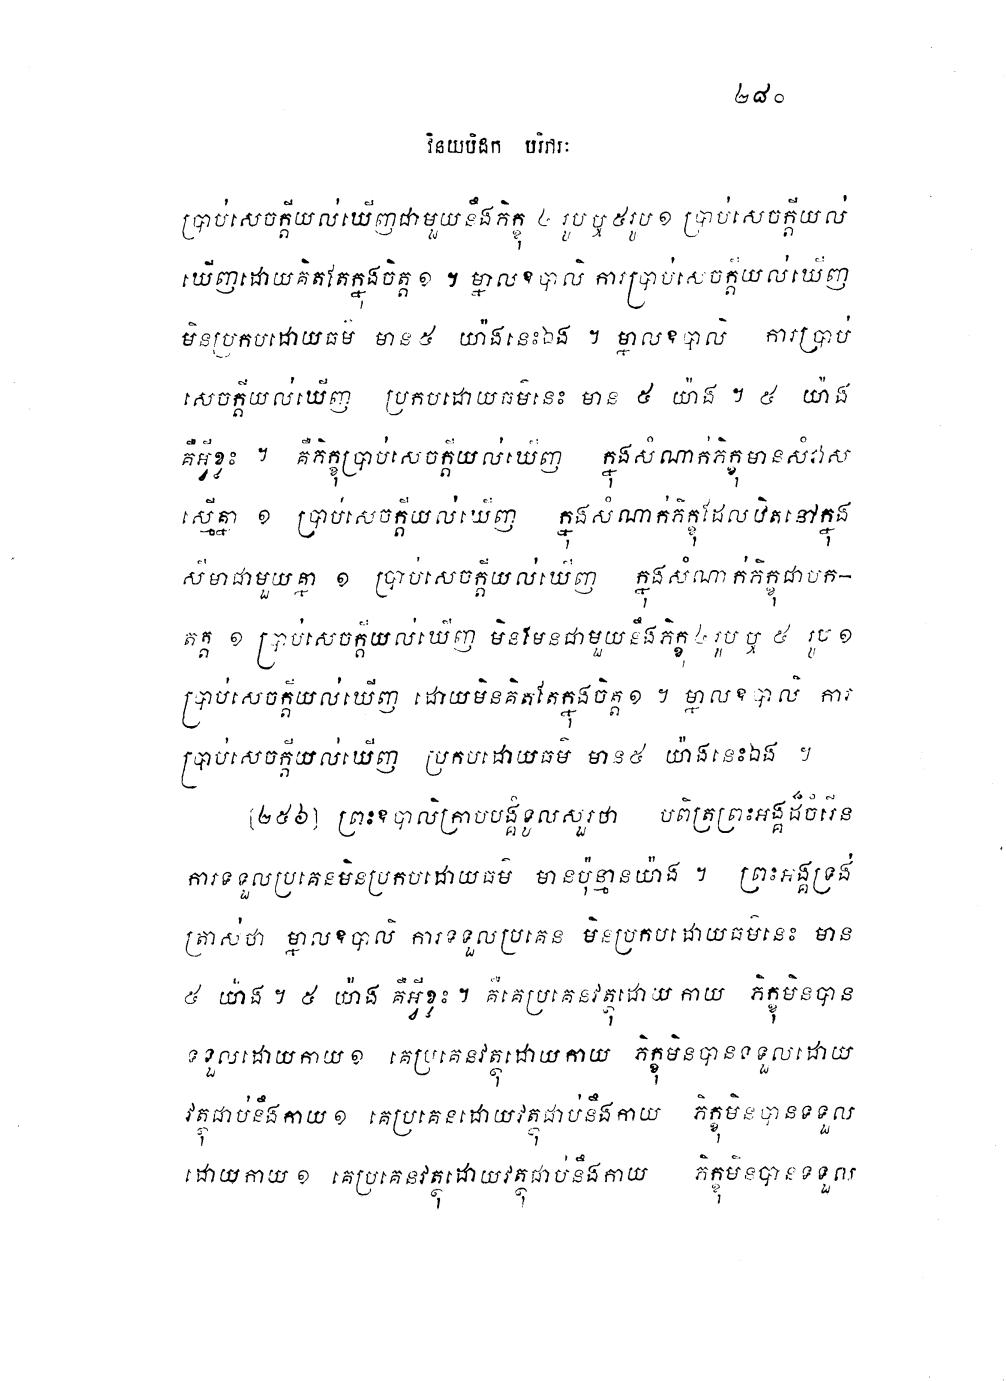 ២៨០
វិនយបិដក បរិវារៈ
ប្រាប់សេចក្តីយល់ឃើញជាមួយនឹងភិក្ខុ ៤ រូបឬ ៥រូប ១ ប្រាប់សេចក្តីយល់
ឃើញដោយគិតតែក្នុងចិត្ត ១ ។ ម្នាលឧបាលិ ការប្រាប់សេចក្តីយល់ឃើញ
មិនប្រកបដោយធម៌ មាន ៥ យ៉ាងនេះឯង ។ ម្នាលឧបាលិ ការប្រាប់
សេចក្តីយល់ឃើញ ប្រកបដោយធម៌នេះ មាន ៥ យ៉ាង ។ ៥ យ៉ាង
គឺអ្វីខ្លះ ។ គឺភិក្ខុប្រាប់សេចក្តីយល់ឃើញ ក្នុងសំណាក់ភិក្ខុមានសំវាស
ស្មើគ្នា ១ ប្រាប់សេចក្តីយល់ឃើញ ក្នុងសំណាក់ភិក្ខុដែលឋិតនៅក្នុង
សីមាជាមួយគ្នា ១ ប្រាប់សេចក្តីយល់ឃើញ ក្នុងសំណាក់ភិក្ខុជាបក–
តត្ត ១ ប្រាប់សេចក្តីយល់ឃើញ មិនមែនជាមួយនឹងភិក្ខុ ៤ រូបឬ ៥ រូប ១
ប្រាប់សេចក្តីយល់ឃើញ ដោយមិនគិតតែក្នុងចិត្ត ១ ។ ម្នាលឧបាលិ ការ
ប្រាប់សេចក្តីយល់ឃើញ ប្រកបដោយធម៌ មាន ៥ យ៉ាងនេះឯង ។
[២៥៦] ព្រះឧបាលិក្រាបបង្គំទូលសួរថា បពិត្រព្រះអង្គដ៏ចំរើន
ការទទួលប្រគេនមិនប្រកបដោយធម៌ មានប៉ុន្មានយ៉ាង ។ ព្រះអង្គទ្រង់
ត្រាស់ថា ម្នាលឧបាលិ ការទទួលប្រគេន មិនប្រកបដោយធម៌នេះ មាន
៥ យ៉ាង ។ ៥ យ៉ាង គឺអ្វីខ្លះ ។ គឺគេប្រគេនវត្ថុដោយកាយ ភិក្ខុមិនបាន
ទទួលដោយកាយ ១ គេប្រគេនវត្ថុដោយកាយ ភិក្ខុមិនបានទទួលដោយ
វត្ថុជាប់នឹងកាយ ១ គេប្រគេនដោយវត្ថុជាប់នឹងកាយ ភិក្ខុមិនបានទទួល
ដោយកាយ ១ គេប្រគេនវត្ថុដោយវត្ថុជាប់នឹងកាយ ភិក្ខុមិនបានទទួល